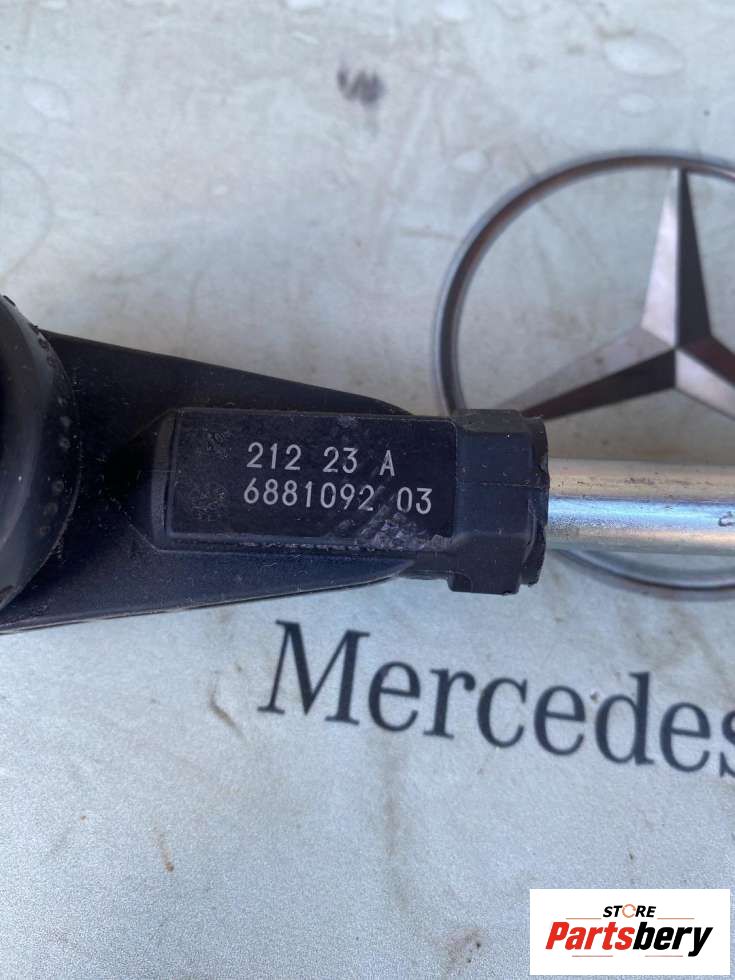 212 23 A
6881092 03
Mercedes
STORE
Partsbery